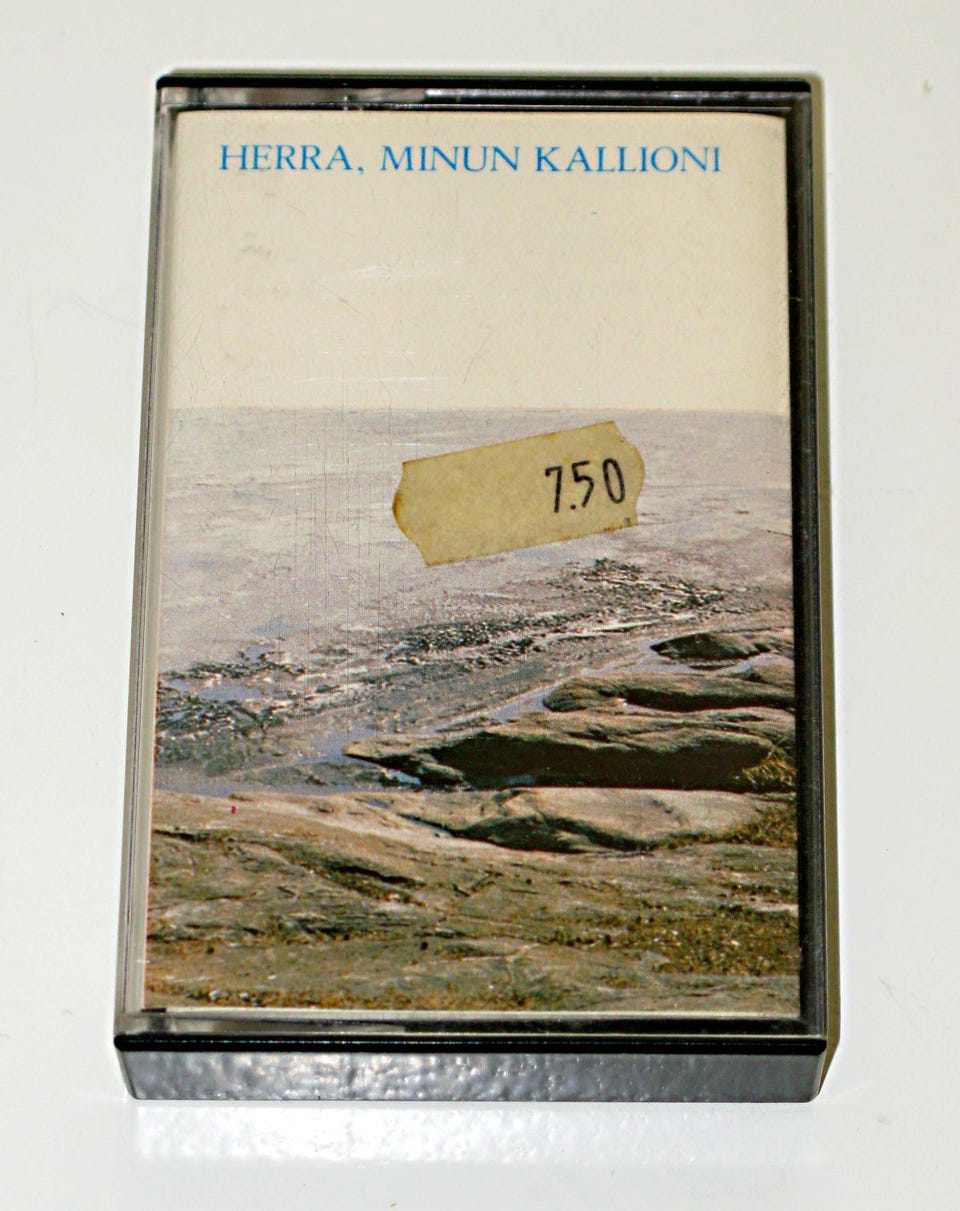 HERRA, MINUN KALLIONI
7.50